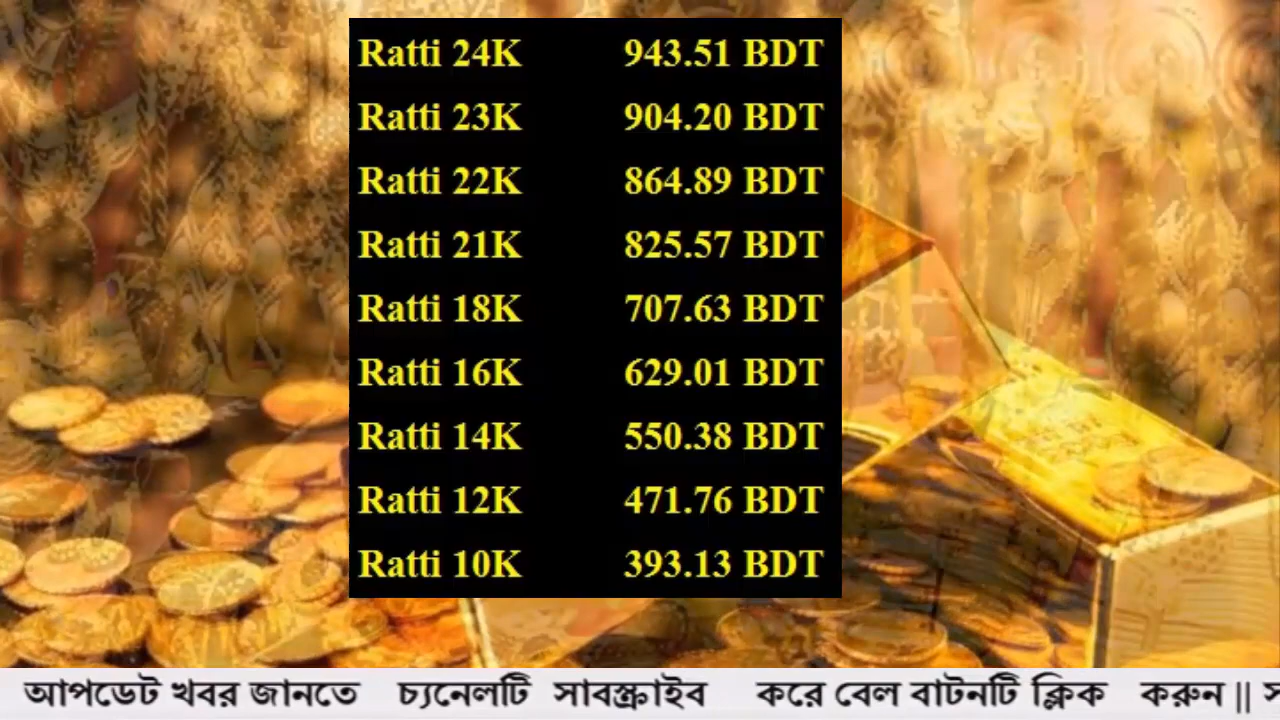 Ratti 24K 943.51 BDT
Ratti 23K 904.20 BDT
Ratti 22K 864.89 BDT
Ratti 21K 825.57 BDT
Ratti 18K 707.63 BDT
Ratti 16K 629.01 BDT
Ratti 14K 550.38 BDT
Ratti 12K 471.76 BDT
Ratti 10K 393.13 BDT
আপডেট খবর জানতে চ্যনেলটি সাবস্ক্রাইব করে বেল বাটনটি ক্লিক করুন ||